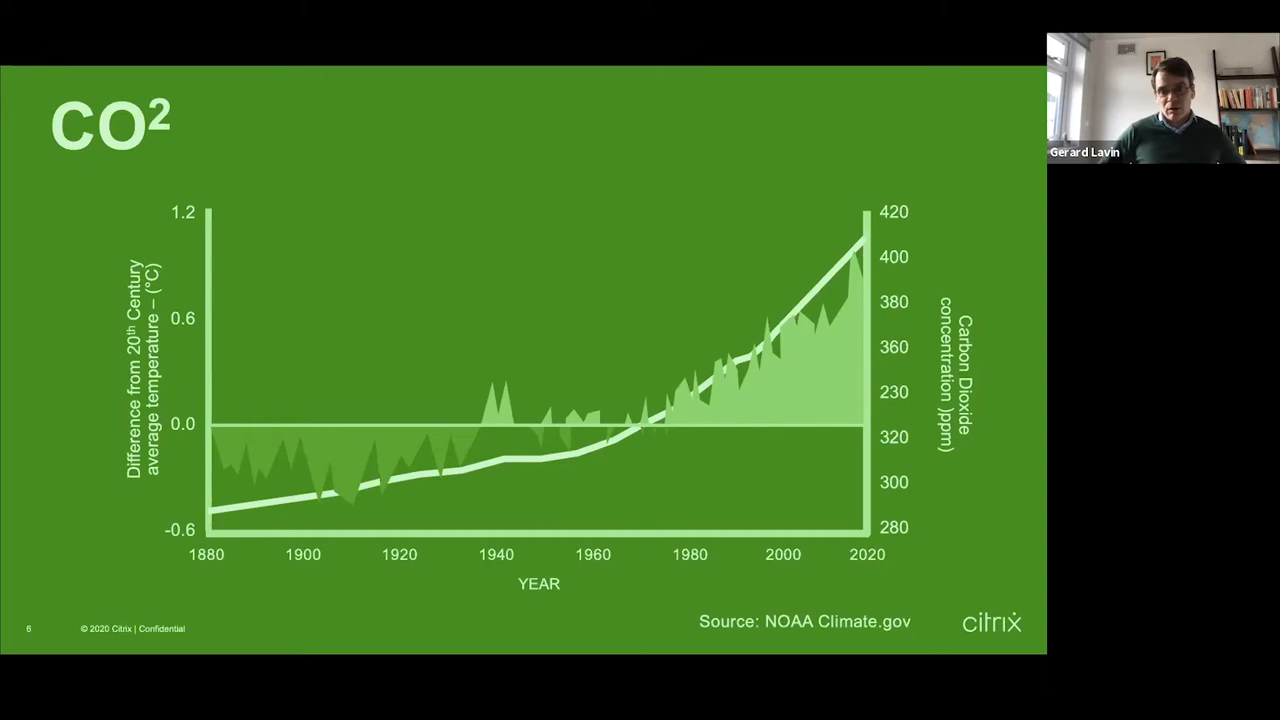 CO²
Gerard Lavin
Difference from 20th Century
average temperature – (°C)
1.2
0.6
0.0
-0.6
420
400
380
360
230
320
300
280
Carbon Dioxide
concentration )ppm)
1880 1900 1920 1940 1960 1980 2000 2020
YEAR
Source: NOAA Climate.gov
6 © 2020 Citrix | Confidential
citrix